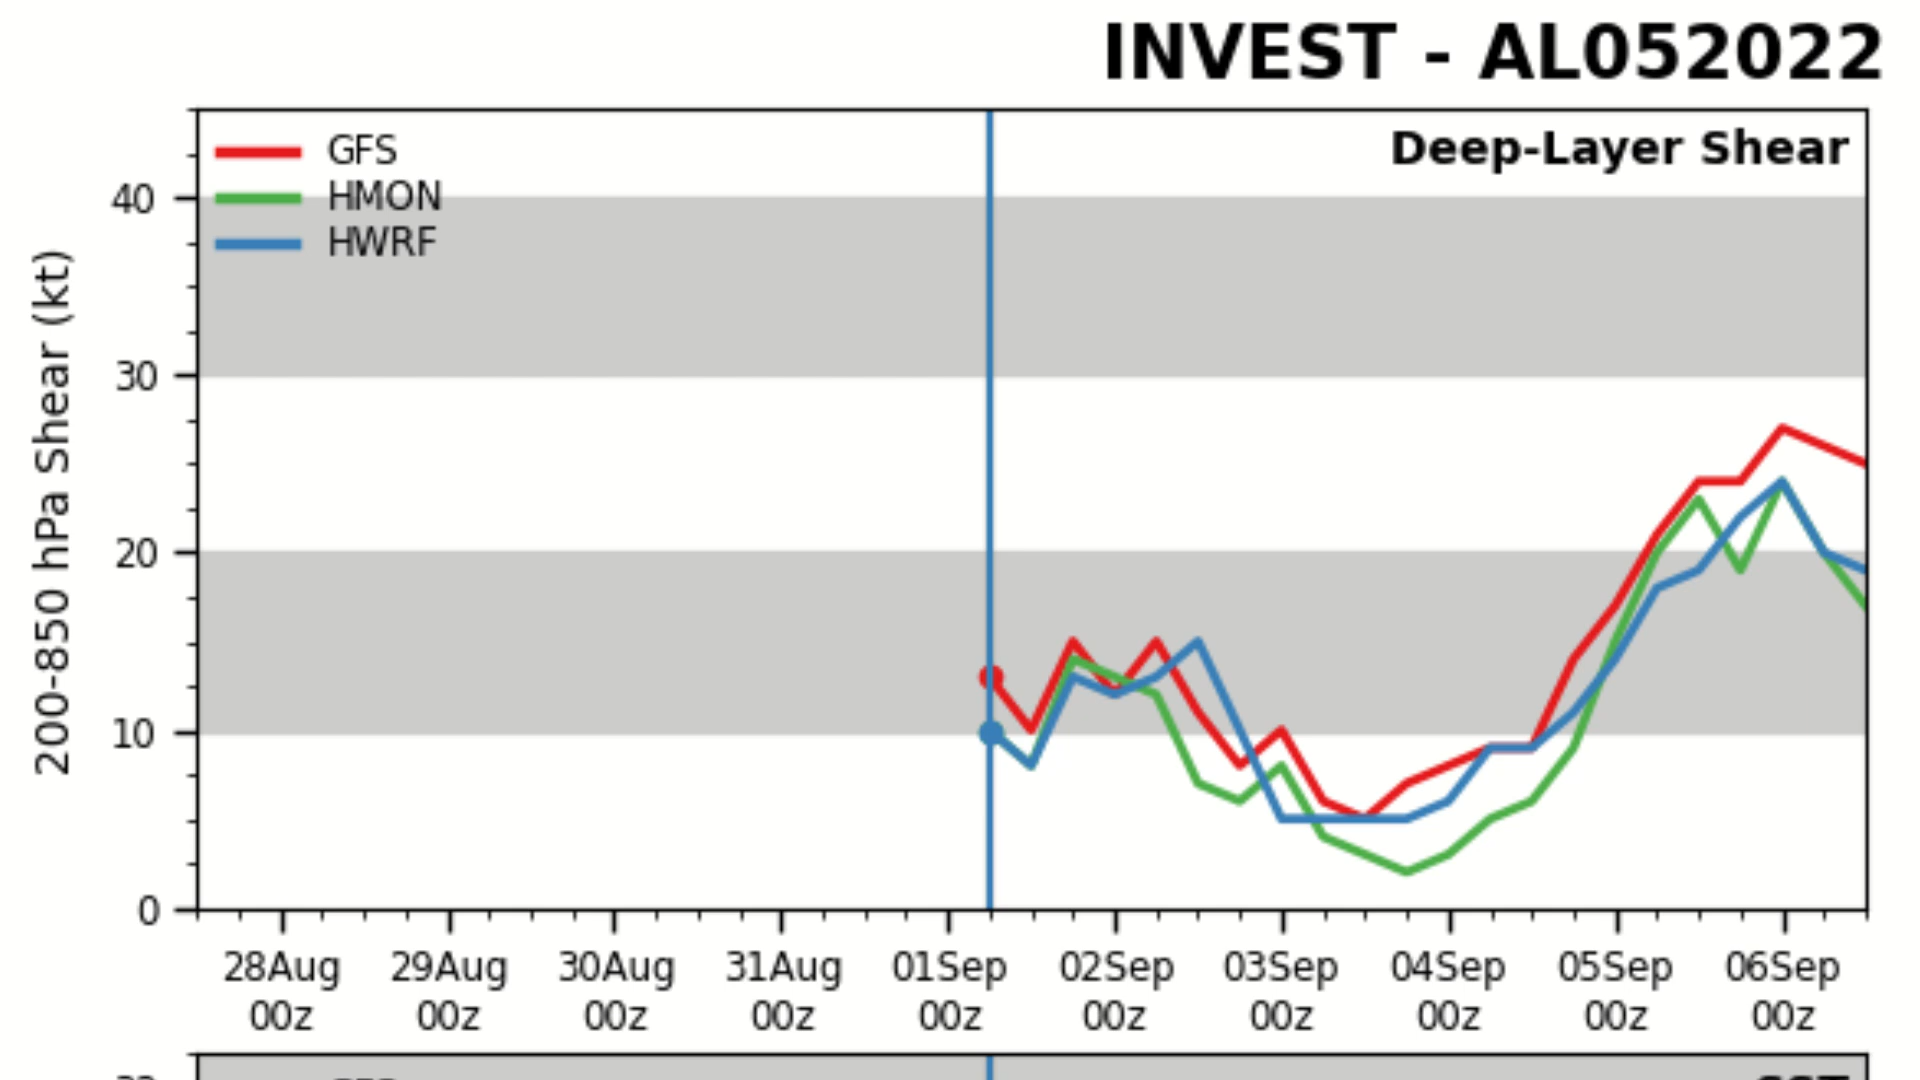 INVEST - AL052022
Deep-Layer Shear
GFS
HMON
HWRF
200-850 hPa Shear (kt)
40
30
20
10
0
28Aug 29Aug 30Aug 31Aug 01Sep 02Sep 03Sep 04Sep 05Sep 06Sep
00z 00z 00z 00z 00z 00z 00z 00z 00z 00z